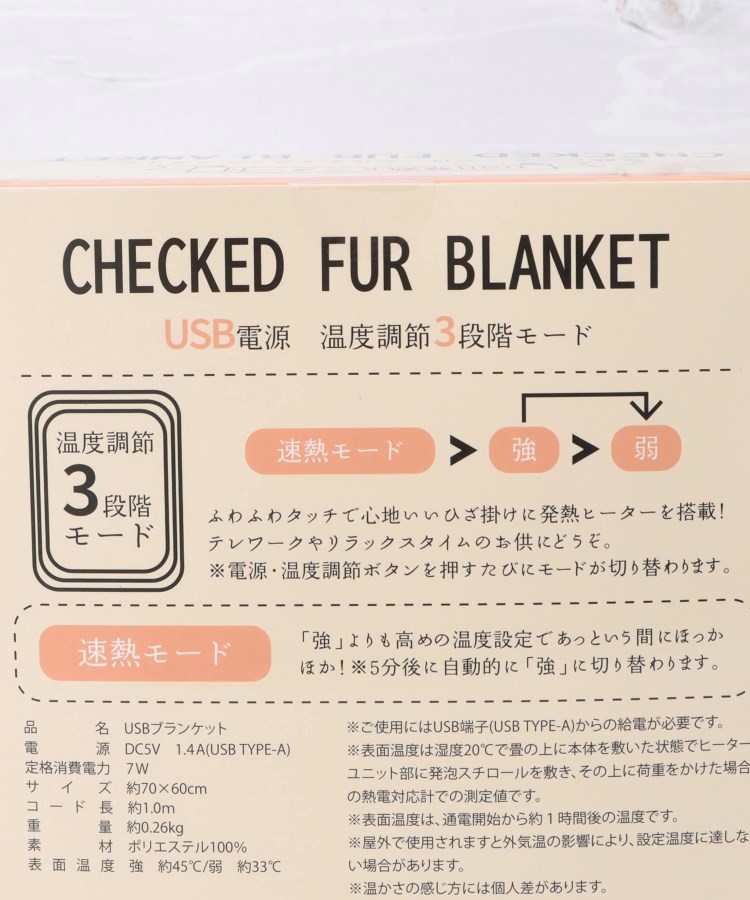 CHECKED FUR BLANKET
CHECKED FUR BLANKET
USB電源 温度調節3段階モード
温度調節
3段階
モード
速熱モード > 強 > 弱
ふわふわタッチで心地いいひざ掛けに発熱ヒーターを搭載!
テレワークやリラックスタイムのお供にどうぞ。
※電源・温度調節ボタンを押すたびにモードが切り替わります。
速熱モード
「強」よりも高めの温度設定であっという間にほっか
ほか!※5分後に自動的に「強」に切り替わります。
品名 USBブランケット
電源 DC5V 1.4A(USB TYPE-A)
定格消費電力 7W
サイズ 約70×60cm
コード長 約1.0m
重量 約0.26kg
素材 ポリエステル100%
表面温度 強 約45℃/弱 約33℃
※ご使用にはUSB端子(USB TYPE-A)からの給電が必要です。
※表面温度は湿度20℃で畳の上に本体を敷いた状態でヒーター
ユニット部に発泡スチロールを敷き、その上に荷重をかけた場合
の熱電対応計での測定値です。
※表面温度は、通電開始から約1時間後の温度です。
※屋外で使用されますと外気温の影響により、設定温度に達しな
い場合があります。
※温かさの感じ方には個人差があります。